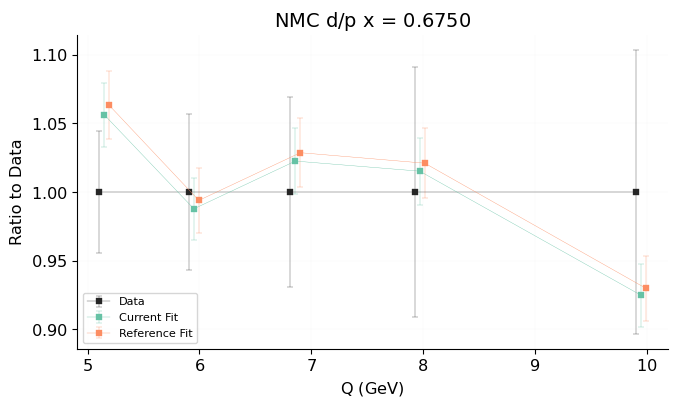 NMC d/p x = 0.6750
Ratio to Data
1.10
1.05
1.00
0.95
0.90
Data
Current Fit
Reference Fit
5 6 7 8 9 10
Q (GeV)